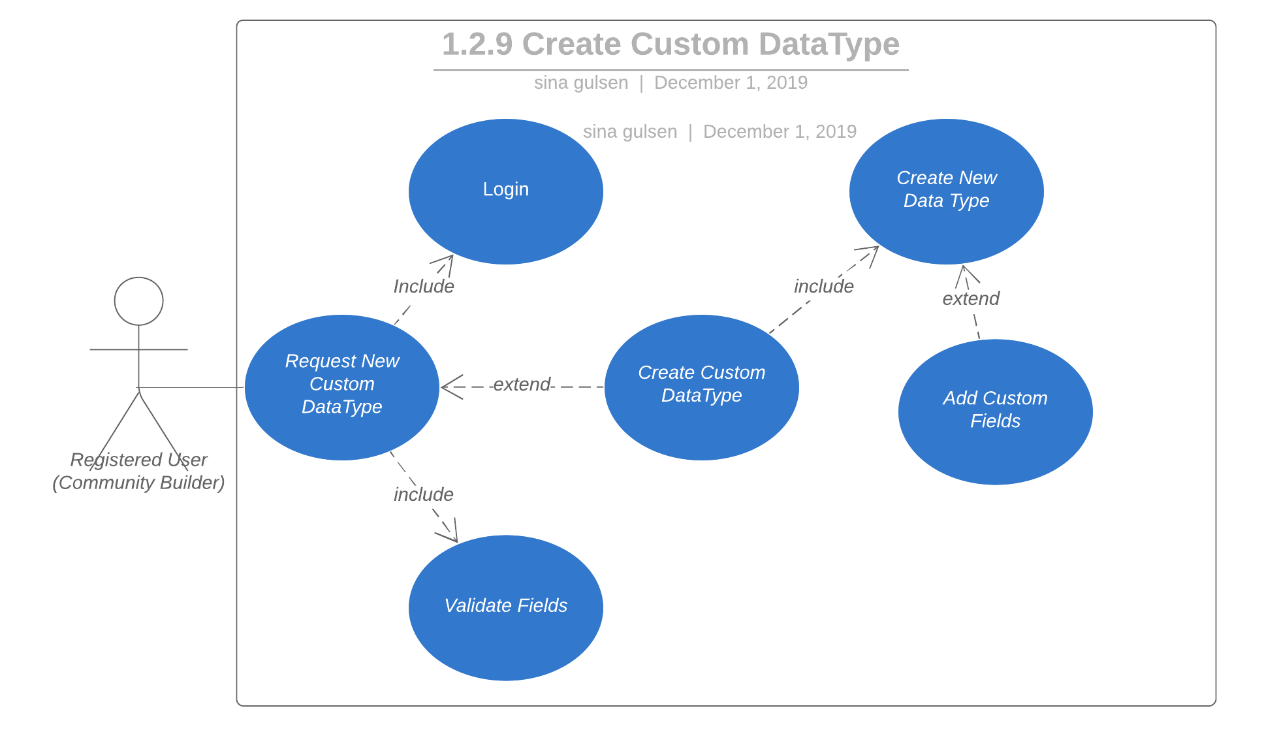 1.2.9 Create Custom DataType
sina gulsen | December 1, 2019
sina gulsen | December 1, 2019
Login
Create New
Data Type
Include
include
extend
Request New
Custom
DataType
extend
Create Custom
DataType
Add Custom
Fields
Registered User
(Community Builder)
include
Validate Fields